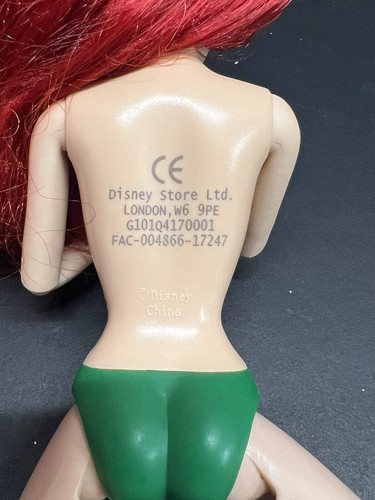 CE
Disney Store Ltd.
LONDON,W6 9PE
G101Q4170001
FAC-004866-17247
©Disney
China